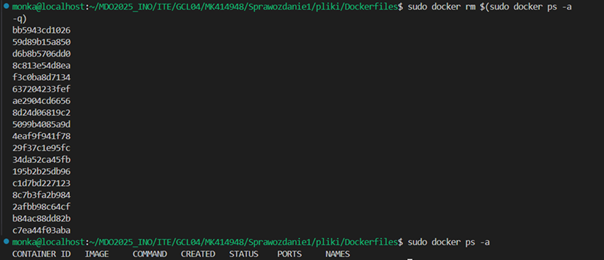 monka@localhost:~/MDO2025_INO/ITE/GCL04/MK414948/Sprawozdanie1/pliki/Dockerfiles$ sudo docker rm $(sudo docker ps -a
-q)
bb5943cd1026
59d89b15a850
d6b8b5706dd0
8c813e54d8ea
f3c0ba8d7134
637204233fef
ae2904cd6656
8d24d06819c2
5099b4085a9d
4eaf9f941f78
29f37c1e95fc
34da52ca45fb
195b2b25db96
c1d7bd227123
8c7b3fa2b984
2afbb98c64cf
b84ac88dd82b
c7ea44f03aba
monka@localhost:~/MDO2025_INO/ITE/GCL04/MK414948/Sprawozdanie1/pliki/Dockerfiles$ sudo docker ps -a
CONTAINER ID IMAGE COMMAND CREATED STATUS PORTS NAMES